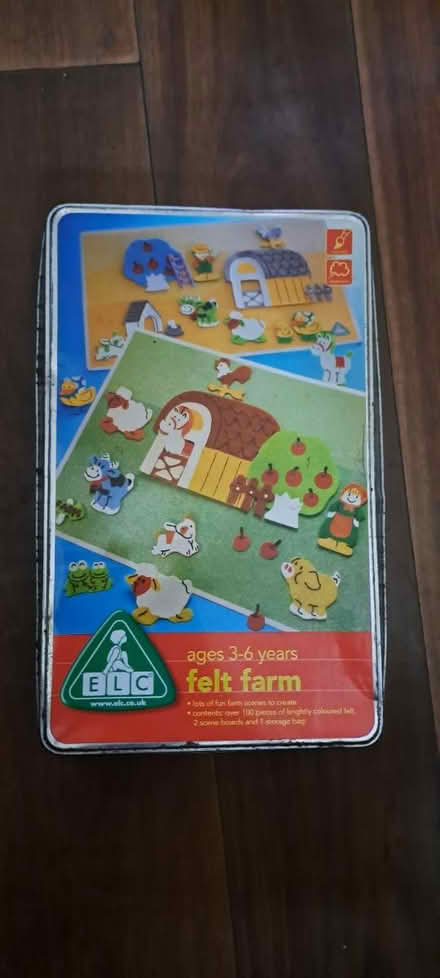 ages 3-6 years
felt farm
• lots of fun farm scenes to create
• contents: over 100 pieces of brightly coloured felt,
2 scene boards and 1 storage bag
ELC
www.elc.co.uk